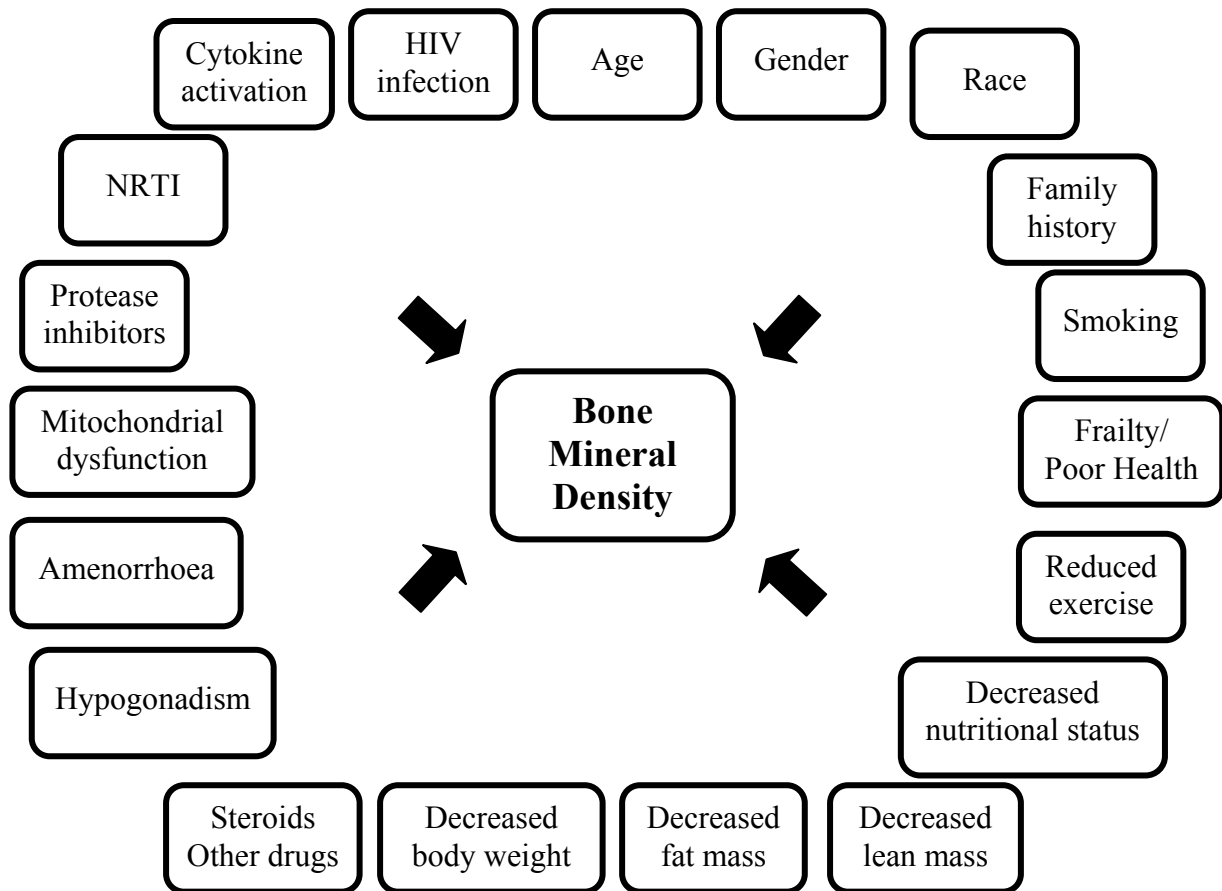 Cytokine
activation
HIV
infection
Age
Gender
Race
NRTI
Family
history
Protease
inhibitors
Smoking
Mitochondrial
dysfunction
Bone
Mineral
Density
Frailty/
Poor Health
Amenorrhoea
Reduced
exercise
Hypogonadism
Decreased
nutritional status
Steroids
Other drugs
Decreased
body weight
Decreased
fat mass
Decreased
lean mass